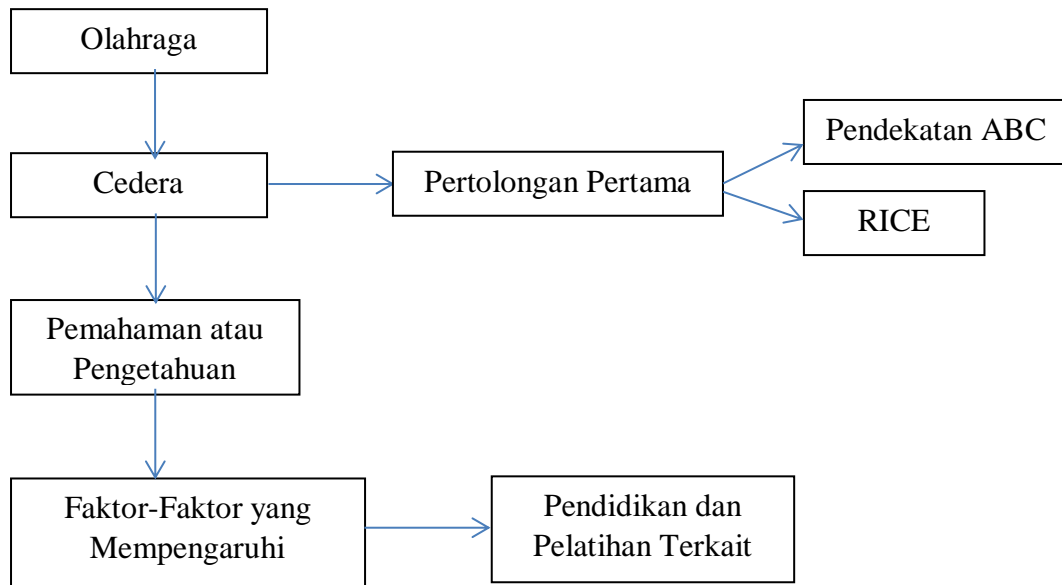 Olahraga
Pendekatan ABC
Cedera
Pertolongan Pertama
RICE
Pemahaman atau
Pengetahuan
Faktor-Faktor yang
Mempengaruhi
Pendidikan dan
Pelatihan Terkait